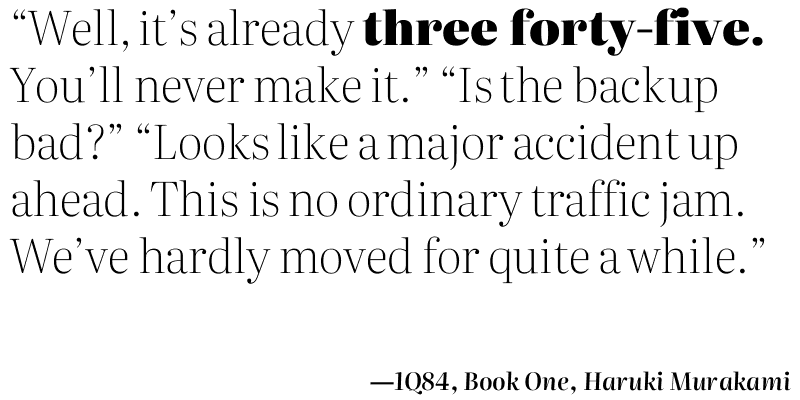 “Well, it’s already three forty-five.
You’ll never make it.” “Is the backup
bad?” “Looks like a major accident up
ahead. This is no ordinary traffic jam.
We’ve hardly moved for quite a while.”
—1Q84, Book One, Haruki Murakami